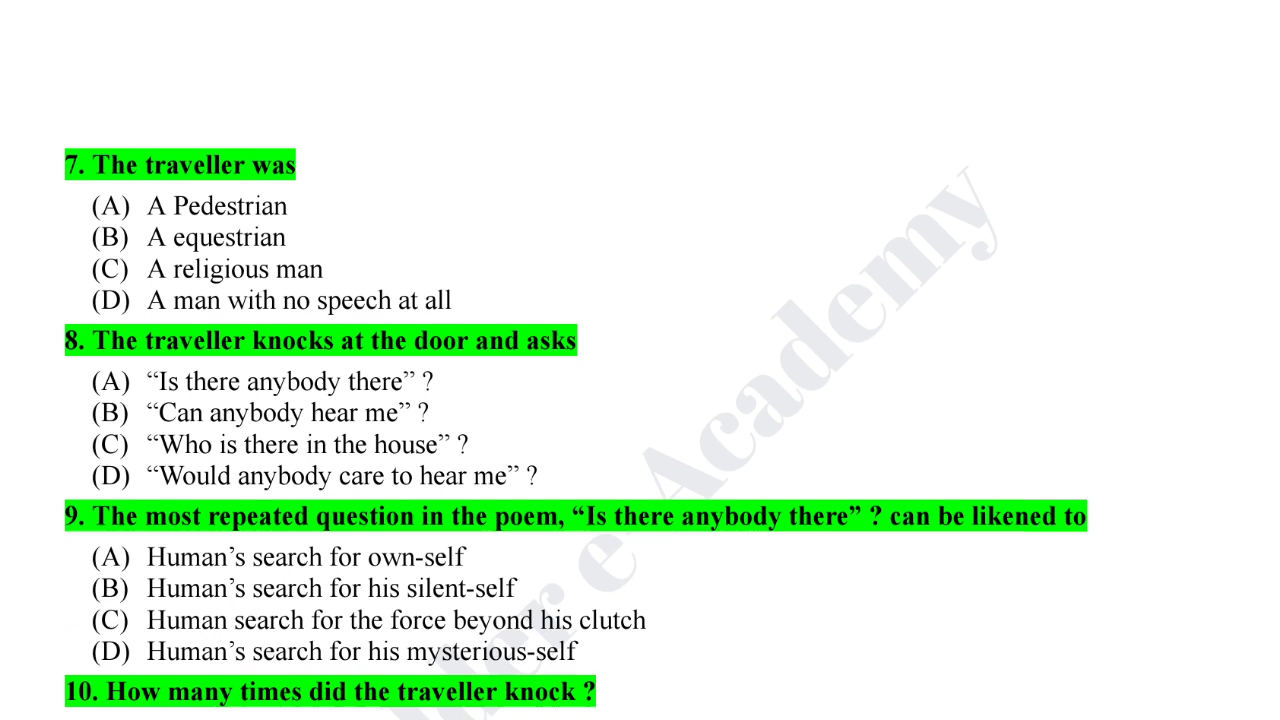 7. The traveller was
(A) A Pedestrian
(B) A equestrian
(C) A religious man
(D) A man with no speech at all
8. The traveller knocks at the door and asks
(A) “Is there anybody there” ?
(B) “Can anybody hear me” ?
(C) “Who is there in the house” ?
(D) “Would anybody care to hear me” ?
9. The most repeated question in the poem, “Is there anybody there” ? can be likened to
(A) Human’s search for own-self
(B) Human’s search for his silent-self
(C) Human search for the force beyond his clutch
(D) Human’s search for his mysterious-self
10. How many times did the traveller knock ?
e-Academy